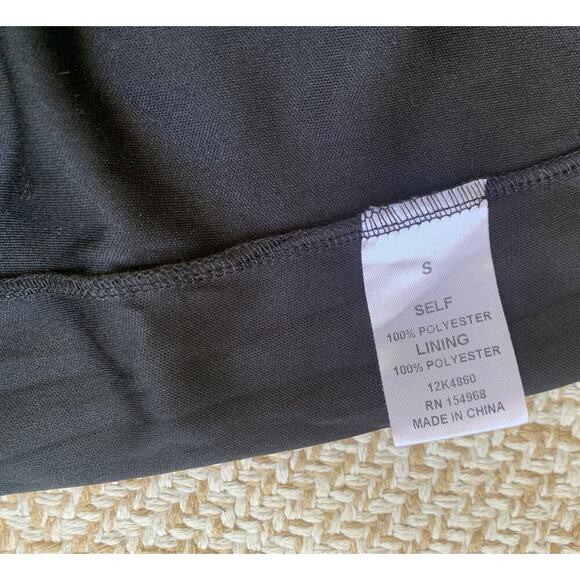 S
SELF
100% POLYESTER
LINING
100% POLYESTER
12K4860
RN 154968
MADE IN CHINA